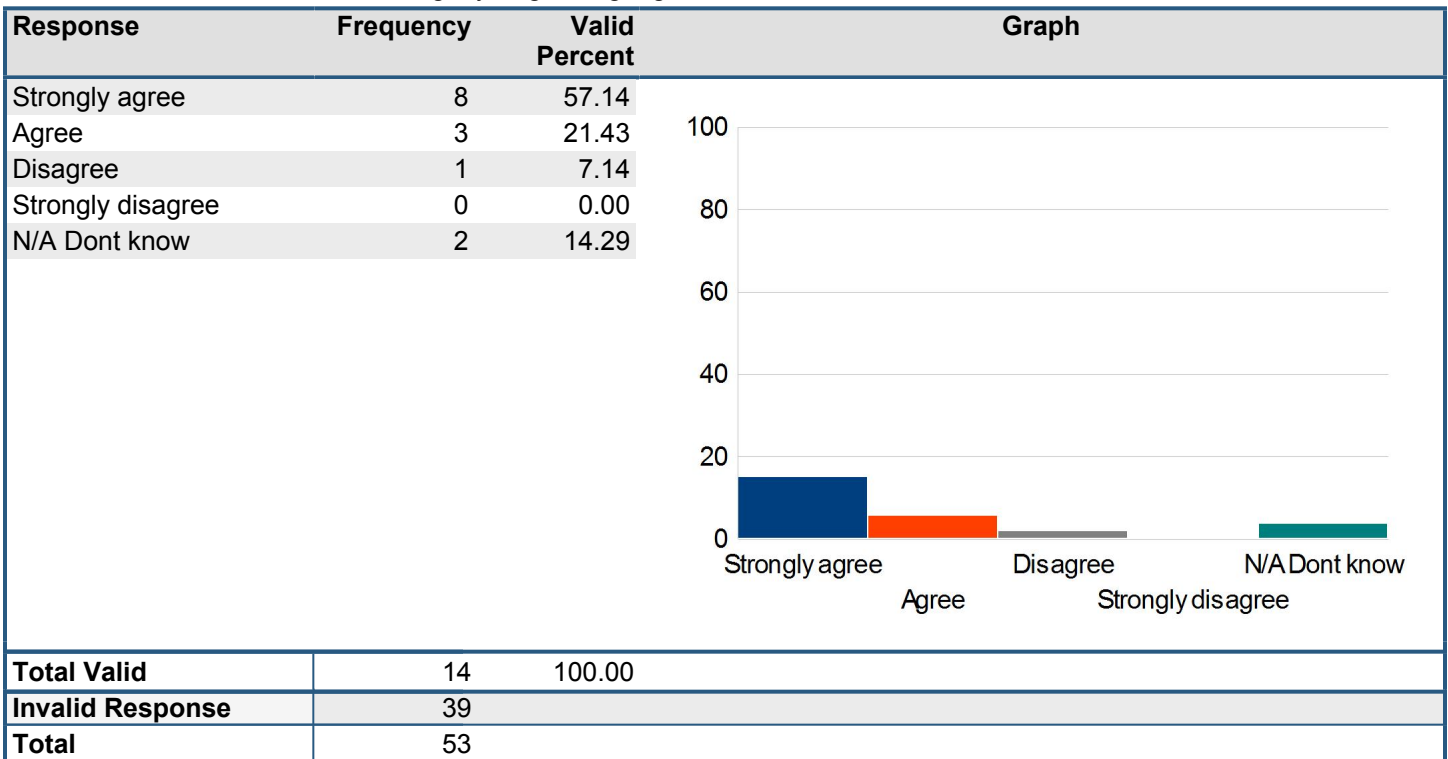 Response Frequency Valid Percent Graph
Strongly agree 8 57.14
Agree 3 21.43
Disagree 1 7.14
Strongly disagree 0 0.00
N/A Dont know 2 14.29
100
80
60
40
20
0
Strongly agree Disagree N/A Dont know
Agree Strongly disagree
Total Valid 14 100.00
Invalid Response 39
Total 53